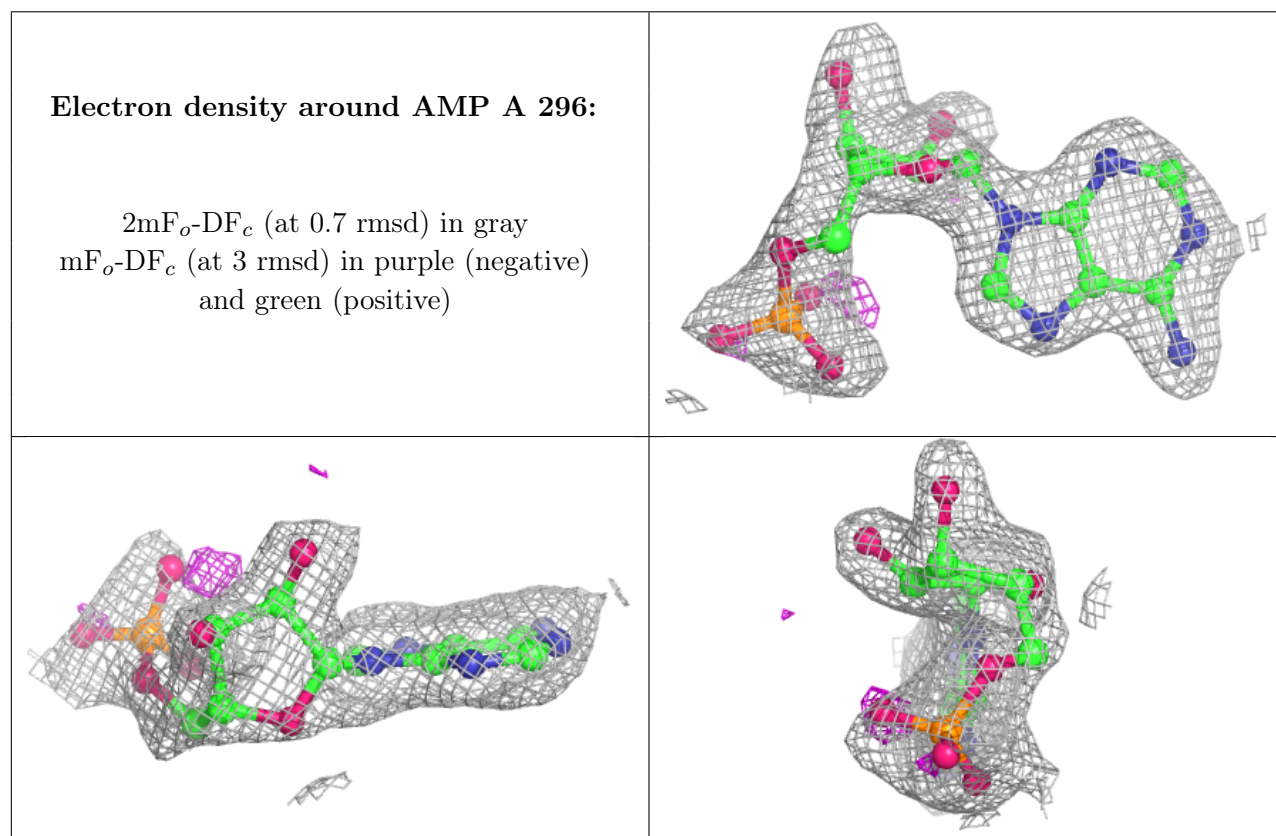 Electron density around AMP A 296:
2mFo-DFc (at 0.7 rmsd) in gray
mFo-DFc (at 3 rmsd) in purple (negative)
and green (positive)